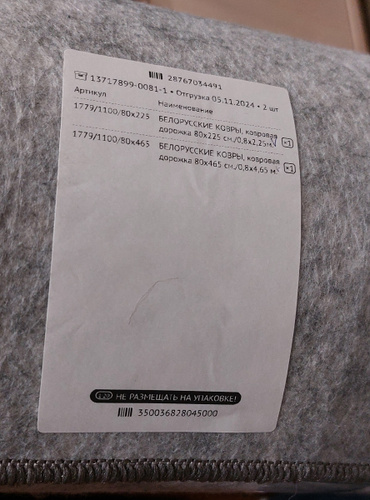 28767034491
13717899-0081-1 • Отгрузка 05.11.2024 • 2 шт
Артикул Наименование
1779/1100/80x225 БЕЛОРУССКИЕ КОВРЫ, ковровая
дорожка 80x225 см./0,8x2,25м ×1
1779/1100/80x465 БЕЛОРУССКИЕ КОВРЫ, ковровая
дорожка 80x465 см./0,8x4,65 м ×1
НЕ РАЗМЕЩАТЬ НА УПАКОВКЕ!
350036828045000